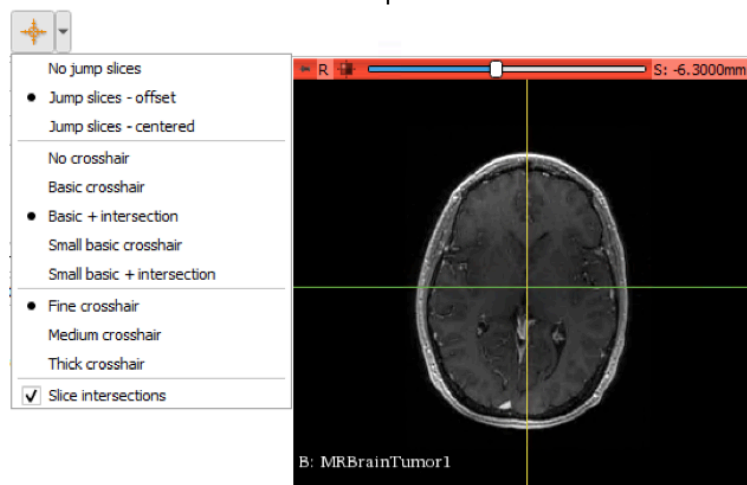 No jump slices
Jump slices - offset
Jump slices - centered
No crosshair
Basic crosshair
Basic + intersection
Small basic crosshair
Small basic + intersection
Fine crosshair
Medium crosshair
Thick crosshair
Slice intersections
R
S: -6.3000mm
B: MRBrainTumor1